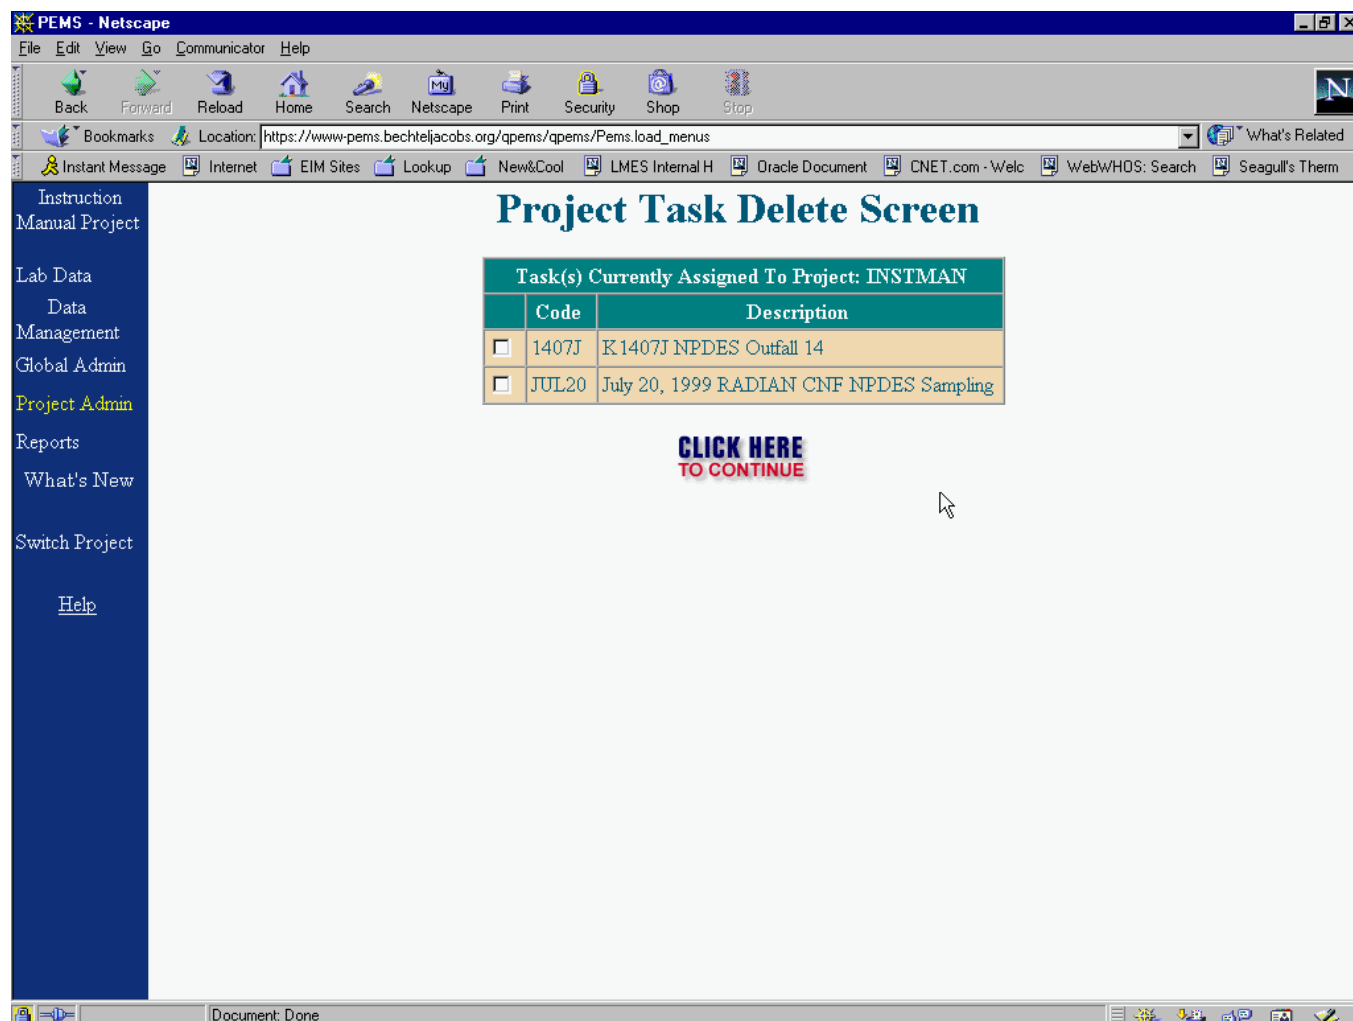 PEMS - Netscape
File Edit View Go Communicator Help
Back Forward Reload Home Search Netscape Print Security Shop Stop
My
N
Bookmarks Location: https://www-pems.bechteljacobs.org/qpems/qpems/Pems.load_menus What's Related
Instant Message Internet EIM Sites Lookup New&Cool LMES Internal H Oracle Document CNET.com - Welc WebWHOS: Search Seagull's Therm
Instruction
Manual Project
Lab Data
Data
Management
Global Admin
Project Admin
Reports
What's New
Switch Project
Help
Project Task Delete Screen
Task(s) Currently Assigned To Project: INSTMAN
Code Description
1407J K1407J NPDES Outfall 14
JUL20 July 20, 1999 RADIAN CNF NPDES Sampling
CLICK HERE
TO CONTINUE
Document: Done